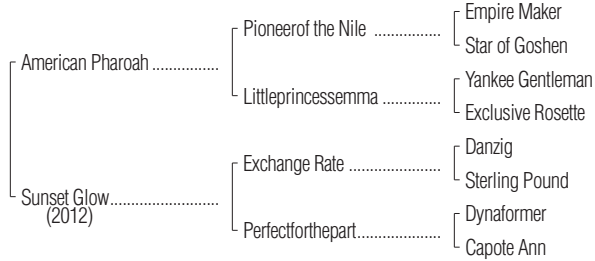 Empire Maker
Pioneerof the Nile ................
Star of Goshen
American Pharoah ................
Yankee Gentleman
Littleprincessemma ..............
Exclusive Rosette
Danzig
Exchange Rate ......................
Sterling Pound
Sunset Glow..........................
(2012)
Dynaformer
Perfectforthepart....................
Capote Ann